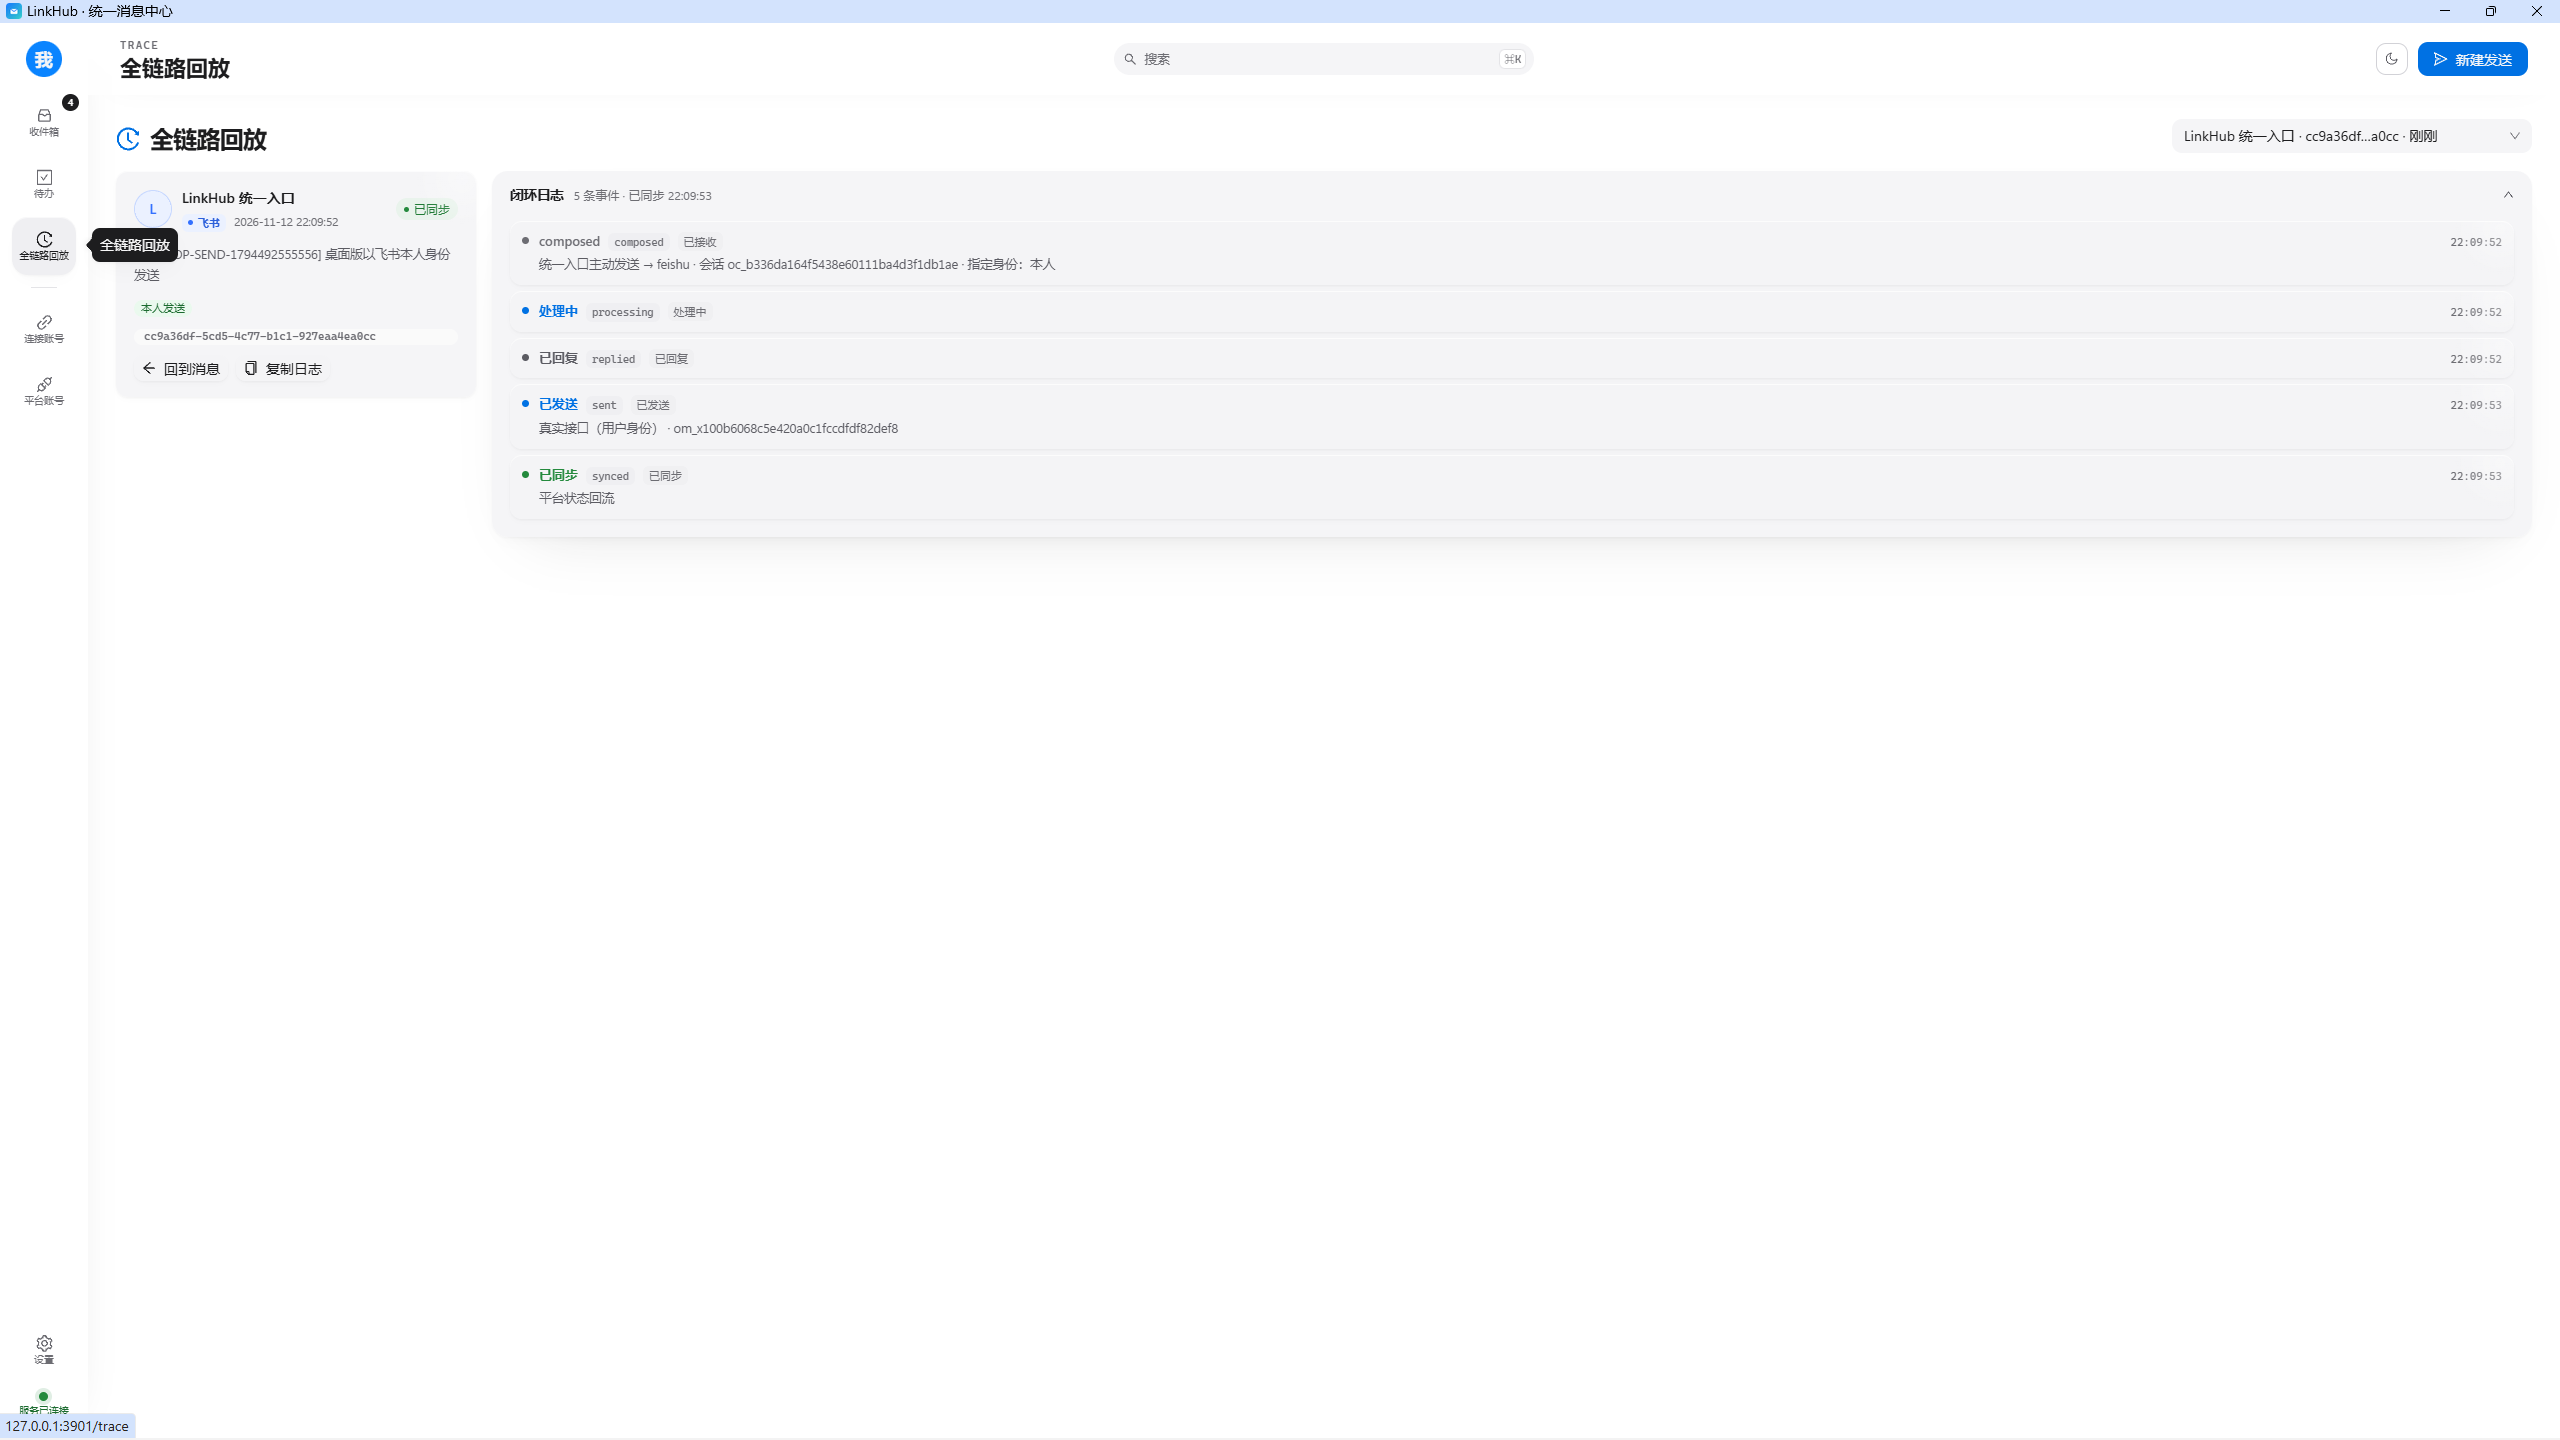 LinkHub · 统一消息中心
我
TRACE
全链路回放
搜索
⌘K
新建发送
4
收件箱
待办
全链路回放
全链路回放
连接账号
平台账号
全链路回放
LinkHub 统一入口 · cc9a36df...a0cc · 刚刚
L
LinkHub 统一入口
飞书 2026-11-12 22:09:52
已同步
OP-SEND-1794492555556] 桌面版以飞书本人身份
发送
本人发送
cc9a36df-5cd5-4c77-b1c1-927eaa4ea0cc
回到消息 复制日志
闭环日志 5 条事件 · 已同步 22:09:53
composed composed 已接收 22:09:52
统一入口主动发送 → feishu · 会话 oc_b336da164f5438e60111ba4d3f1db1ae · 指定身份：本人
处理中 processing 处理中 22:09:52
已回复 replied 已回复 22:09:52
已发送 sent 已发送 22:09:53
真实接口（用户身份） · om_x100b6068c5e420a0c1fccdfdf82def8
已同步 synced 已同步 22:09:53
平台状态回流
设置
服务已连接
127.0.0.1:3901/trace